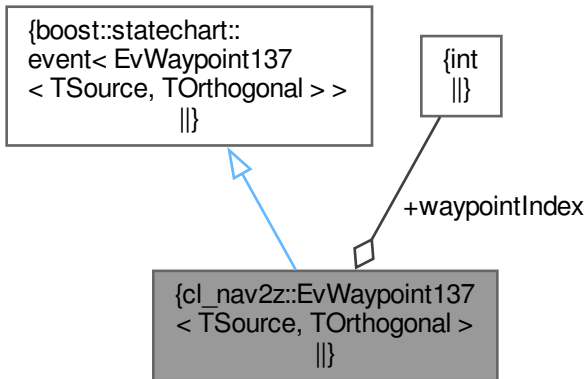 {boost::statechart::
event< EvWaypoint137
< TSource, TOrthogonal > >
||}
{int
||}
+waypointIndex
{cl_nav2z::EvWaypoint137
< TSource, TOrthogonal >
||}